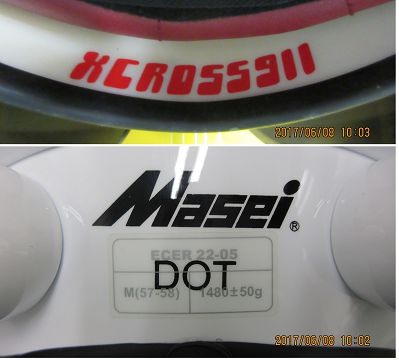 XCROSS911
2017/06/08 10:03
Masei®
ECER 22-05
DOT
M(57-58) 1480±50g
2017/06/08 10:02